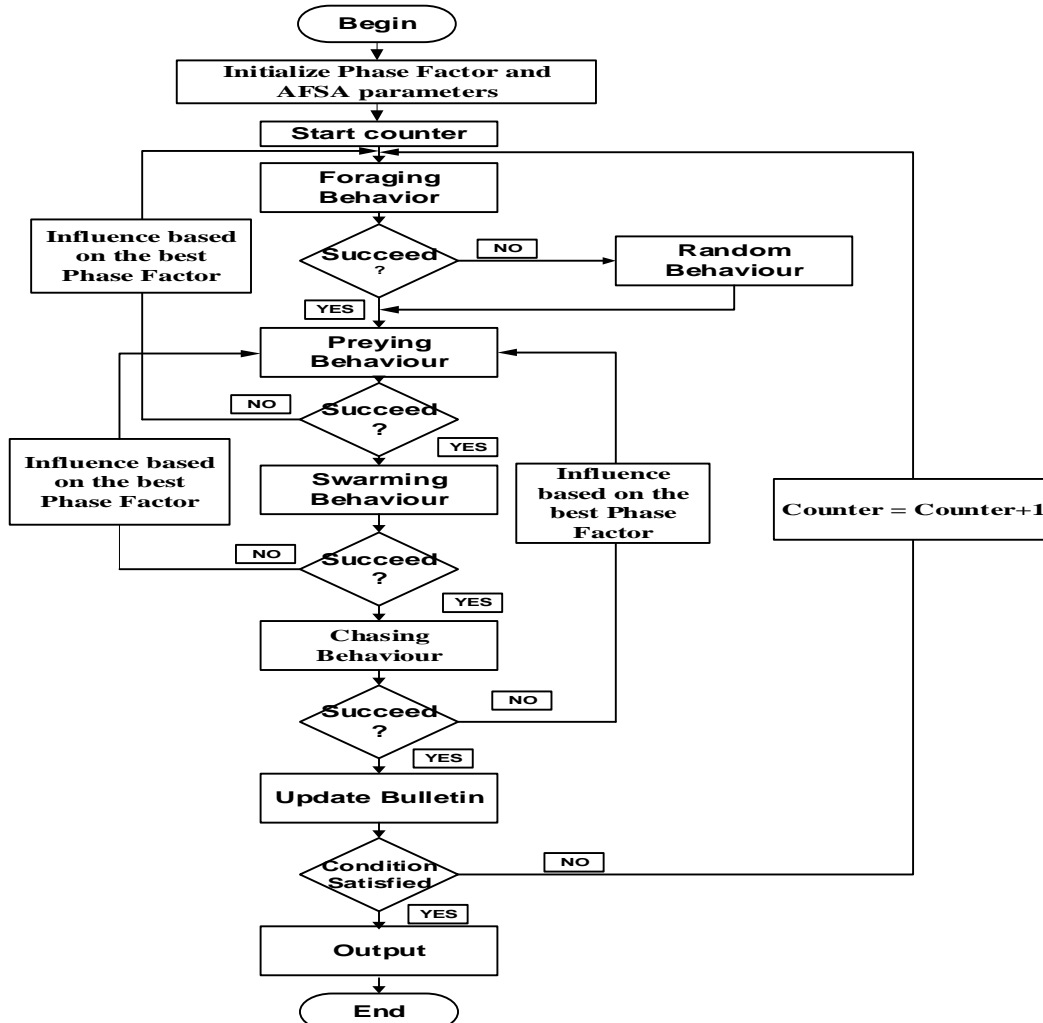 Begin
Initialize Phase Factor and
AFSA parameters
Start counter
Foraging
Behavior
Influence based
on the best
Phase Factor
Succeed
?
NO
Random
Behaviour
YES
Preying
Behaviour
NO
Succeed
?
YES
Influence based
on the best
Phase Factor
Swarming
Behaviour
Influence
based on the
best Phase
Factor
Counter = Counter+1
NO
Succeed
?
YES
Chasing
Behaviour
Succeed
?
NO
YES
Update Bulletin
Condition
Satisfied
NO
YES
Output
End